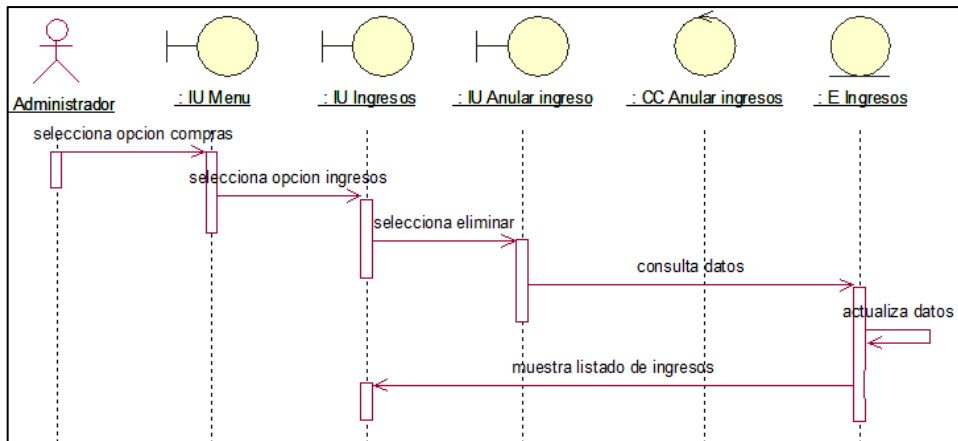 Administrador
: IU Menu
: IU Ingresos
: IU Anular ingreso
: CC Anular ingresos
: E Ingresos
selecciona opcion compras
selecciona opcion ingresos
selecciona eliminar
consulta datos
actualiza datos
muestra listado de ingresos